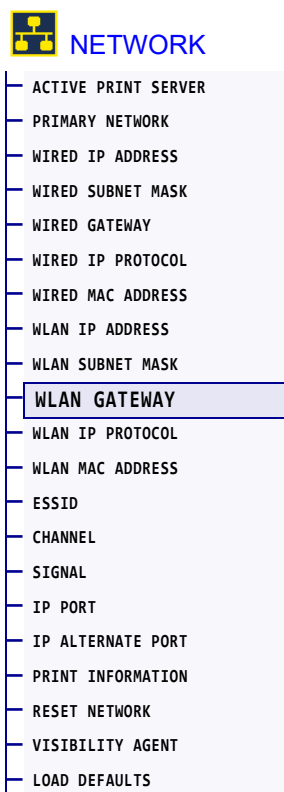 NETWORK
ACTIVE PRINT SERVER
PRIMARY NETWORK
WIRED IP ADDRESS
WIRED SUBNET MASK
WIRED GATEWAY
WIRED IP PROTOCOL
WIRED MAC ADDRESS
WLAN IP ADDRESS
WLAN SUBNET MASK
WLAN GATEWAY
WLAN IP PROTOCOL
WLAN MAC ADDRESS
ESSID
CHANNEL
SIGNAL
IP PORT
IP ALTERNATE PORT
PRINT INFORMATION
RESET NETWORK
VISIBILITY AGENT
LOAD DEFAULTS